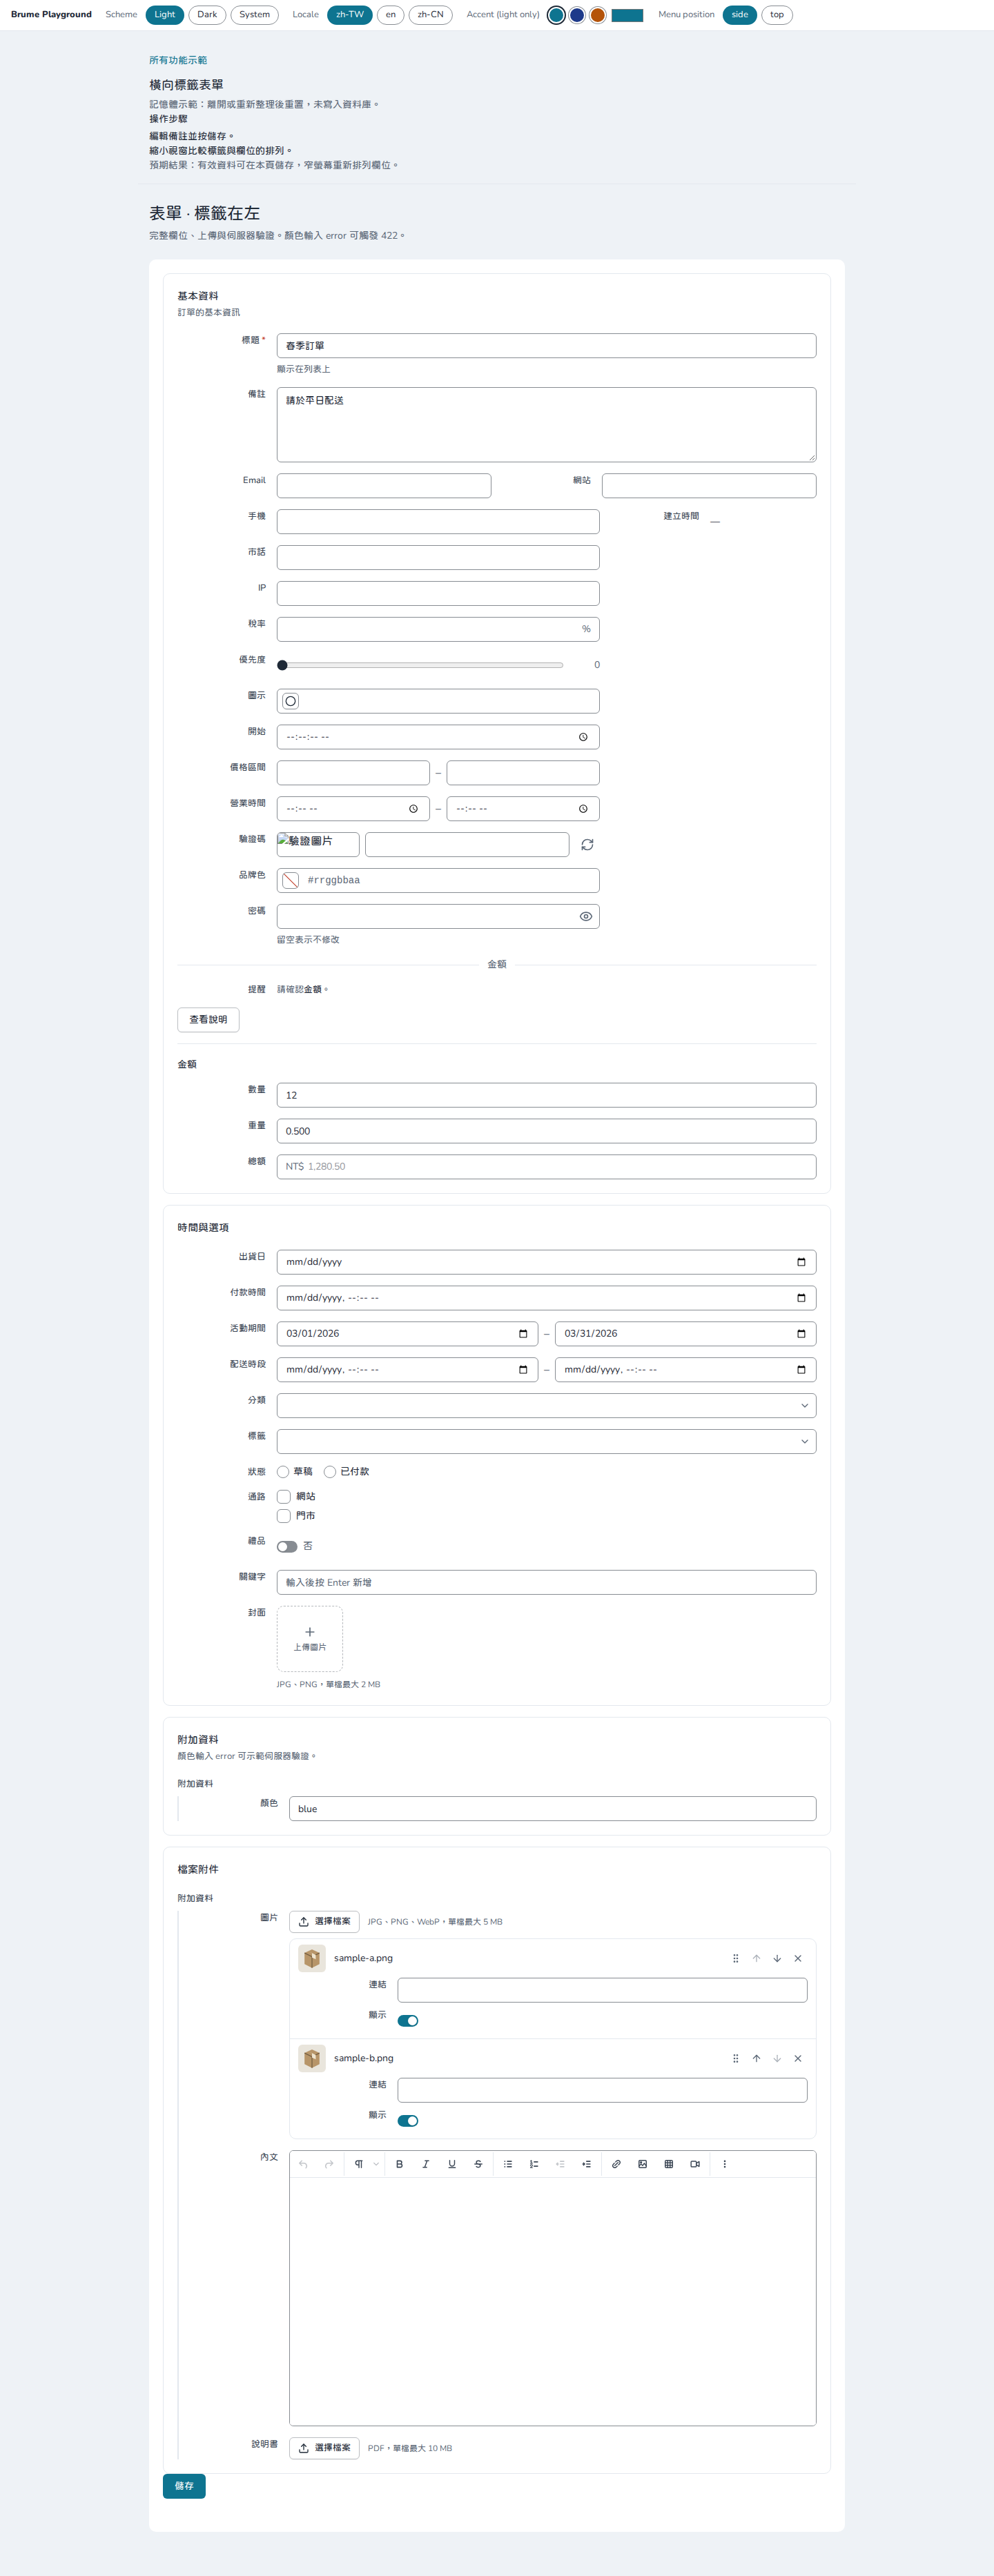 Brume Playground Scheme Light Dark System Locale zh-TW en zh-CN Accent (light only) Menu position side top
所有功能示範
橫向標籤表單
記憶體示範：離開或重新整理後重置，未寫入資料庫。
操作步驟
編輯備註並按儲存。
縮小視窗比較標籤與欄位的排列。
預期結果：有效資料可在本頁儲存，窄螢幕重新排列欄位。
表單 · 標籤在左
完整欄位、上傳與伺服器驗證。顏色輸入 error 可觸發 422。
基本資料
訂單的基本資訊
標題 * 春季訂單
顯示在列表上
備註 請於平日配送
Email 網站
手機 建立時間 —
市話
IP
稅率 %
優先度 0
圖示
開始 --:--:-- --
價格區間 –
營業時間 --:-- -- – --:-- --
驗證碼 驗證圖片
品牌色 #rrggbbaa
密碼
留空表示不修改
金額
提醒 請確認金額。
查看說明
金額
數量 12
重量 0.500
總額 NT$ 1,280.50
時間與選項
出貨日 mm/dd/yyyy
付款時間 mm/dd/yyyy, --:-- --
活動期間 03/01/2026 – 03/31/2026
配送時段 mm/dd/yyyy, --:-- -- – mm/dd/yyyy, --:-- --
分類
標籤
狀態 草稿 已付款
通路 網站
門市
禮品 否
關鍵字 輸入後按 Enter 新增
封面
上傳圖片
JPG、PNG，單檔最大 2 MB
附加資料
顏色輸入 error 可示範伺服器驗證。
附加資料
顏色 blue
檔案附件
附加資料
圖片 選擇檔案 JPG、PNG、WebP，單檔最大 5 MB
sample-a.png
連結
顯示
sample-b.png
連結
顯示
內文
說明書 選擇檔案 PDF，單檔最大 10 MB
儲存